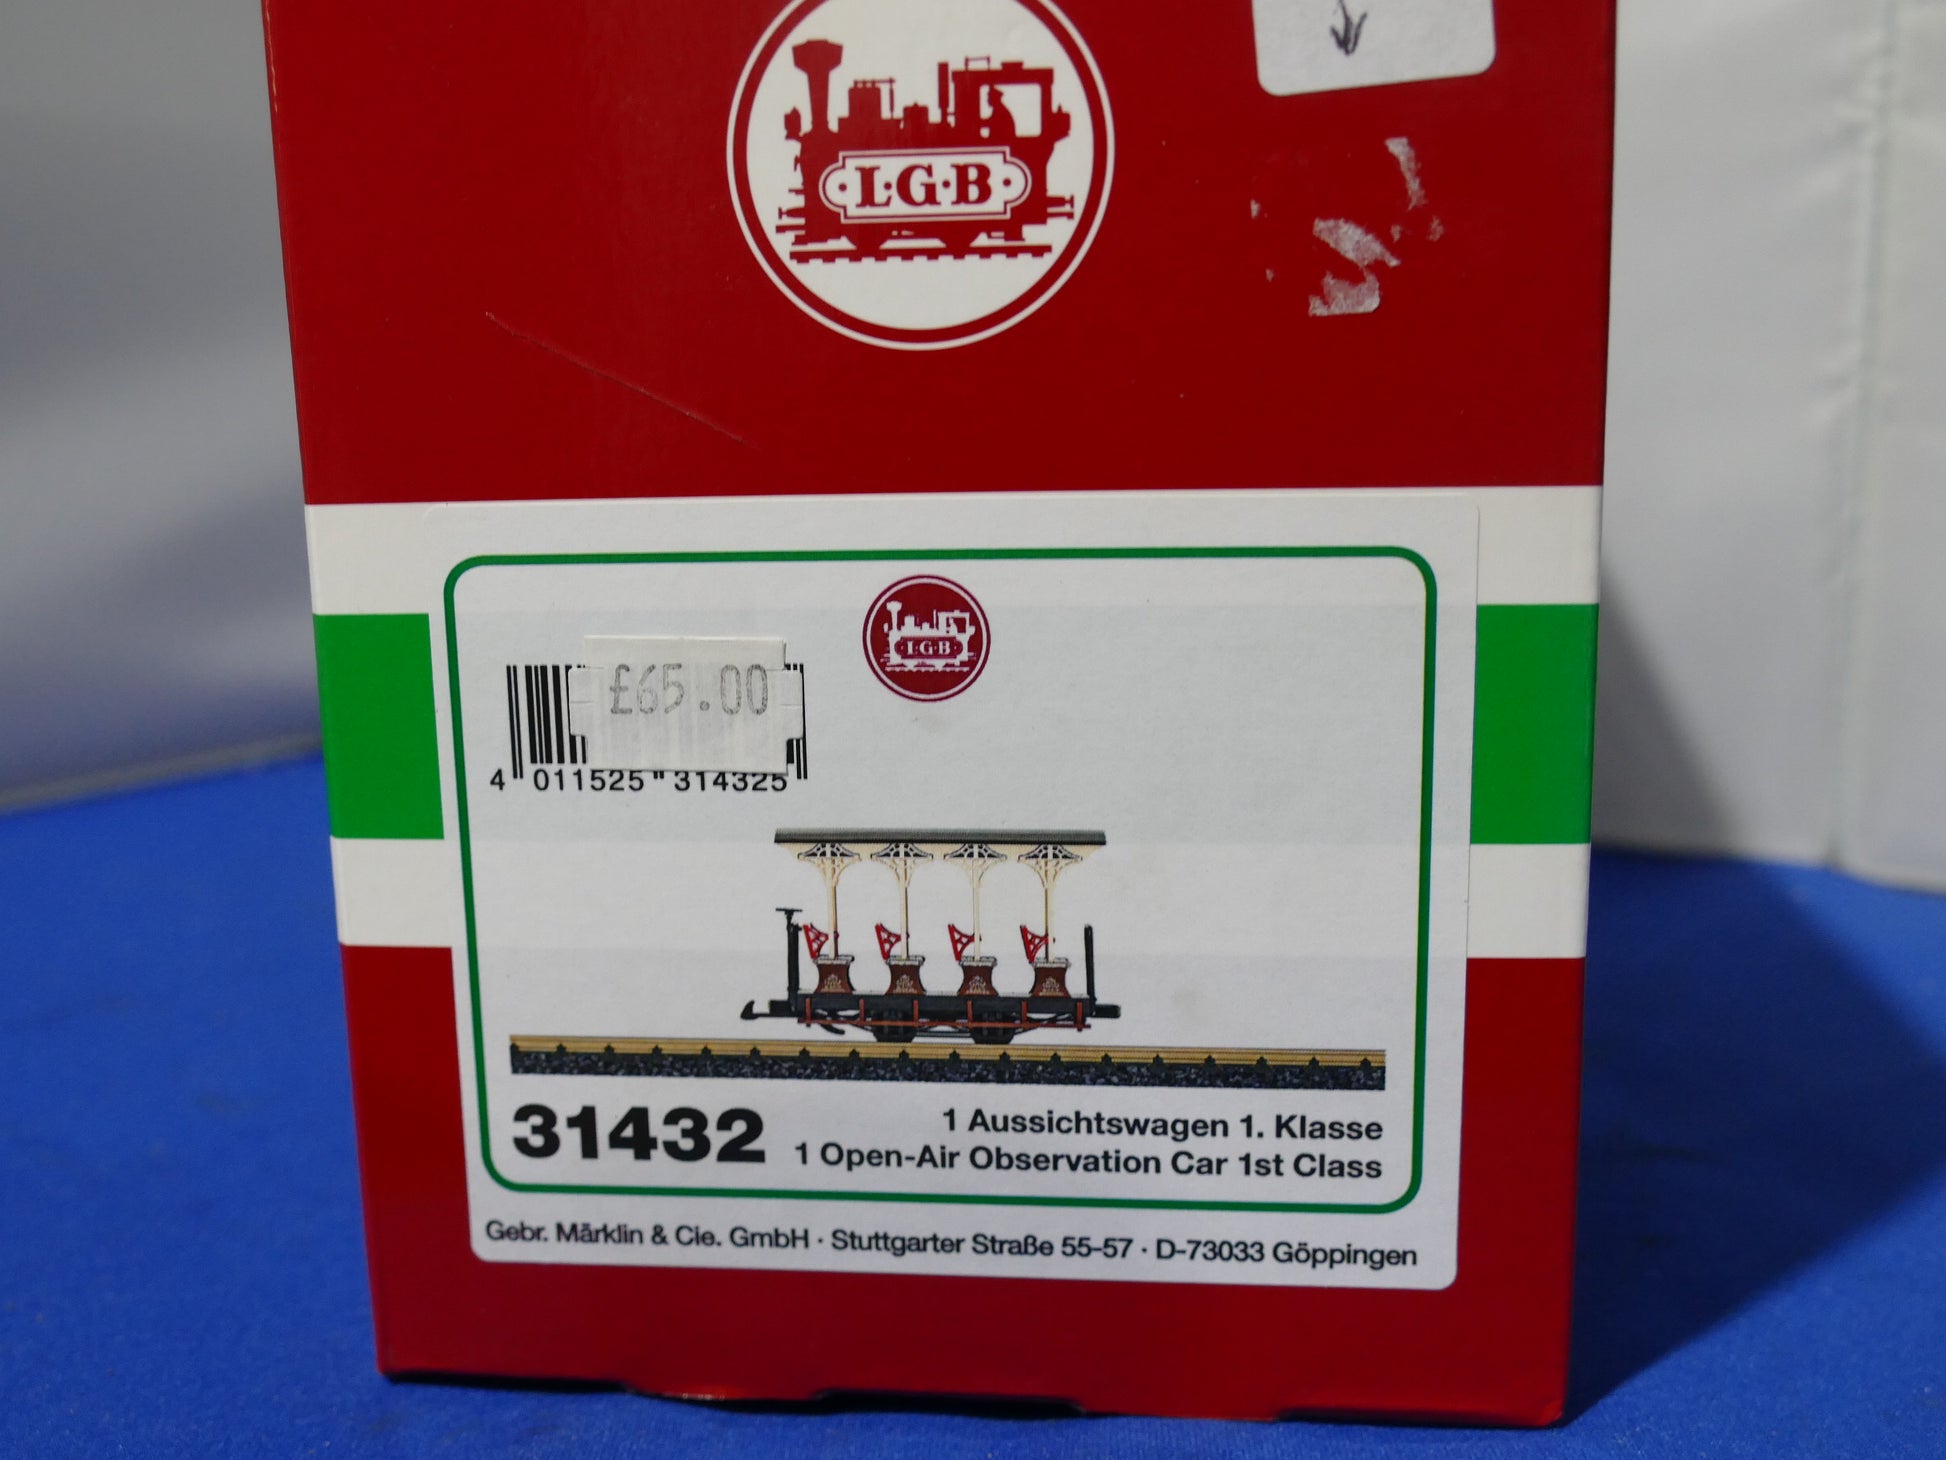 L·G·B
L·G·B
£65.00
4 011525 314325
31432
1 Aussichtswagen 1. Klasse
1 Open-Air Observation Car 1st Class
Gebr. Märklin & Cie. GmbH · Stuttgarter Straße 55-57 · D-73033 Göppingen